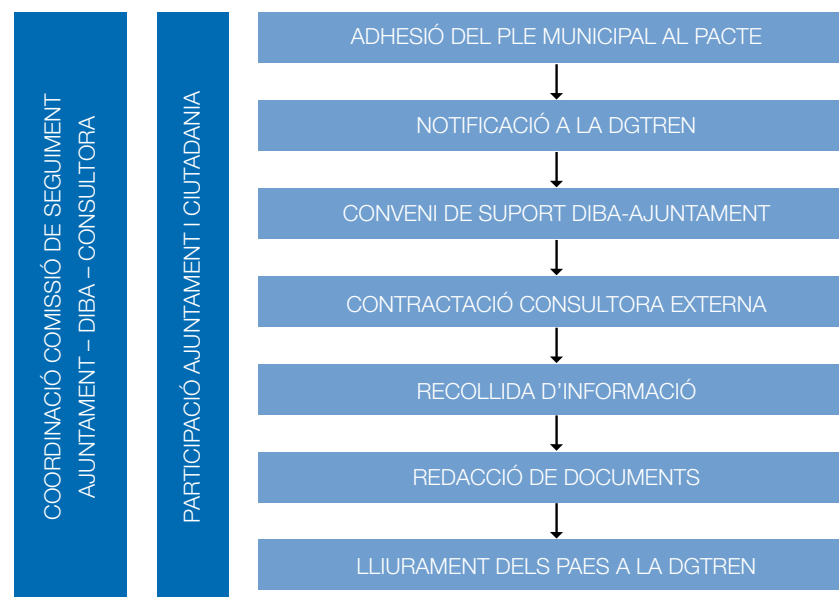 COORDINACIÓ COMISSIÓ DE SEGUIMENT
AJUNTAMENT – DIBA – CONSULTORA
PARTICIPACIÓ AJUNTAMENT I CIUTADANIA
ADHESIÓ DEL PLE MUNICIPAL AL PACTE
NOTIFICACIÓ A LA DGTREN
CONVENI DE SUPORT DIBA-AJUNTAMENT
CONTRACTACIÓ CONSULTORA EXTERNA
RECOLLIDA D’INFORMACIÓ
REDACCIÓ DE DOCUMENTS
LLIURAMENT DELS PAES A LA DGTREN